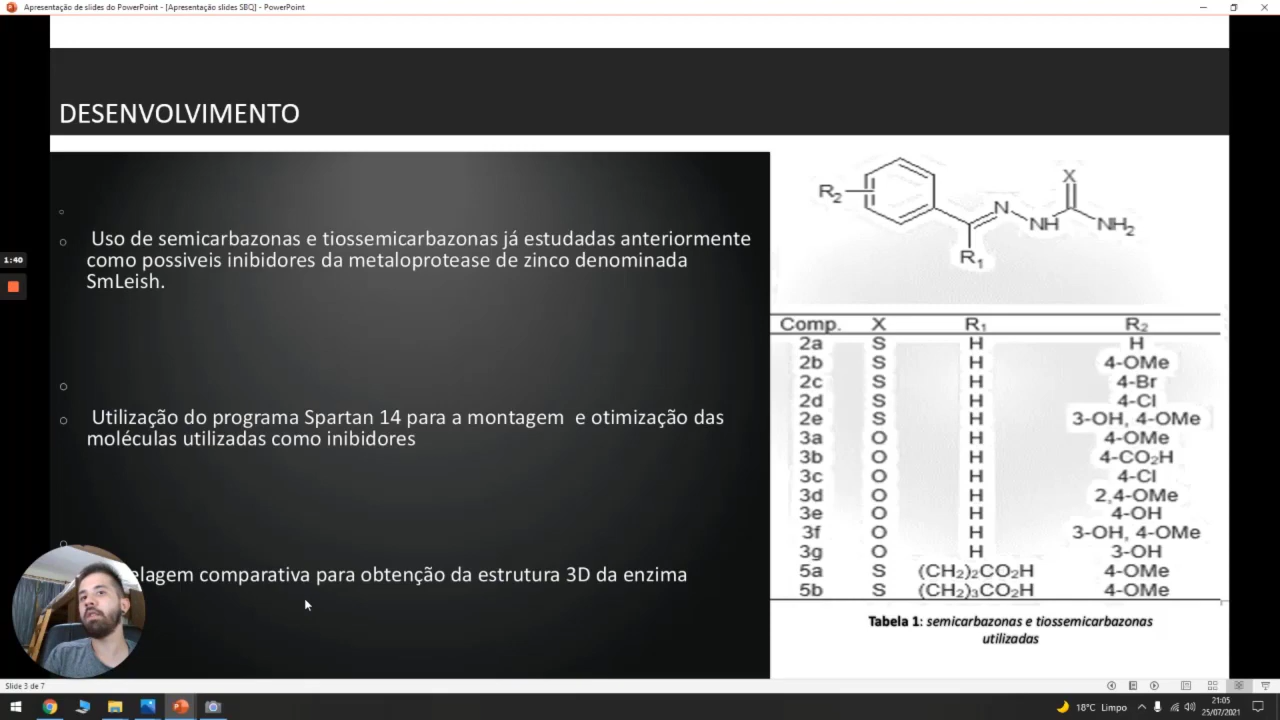 Apresentação de slides do PowerPoint - [Apresentação slides SBQ] - PowerPoint
DESENVOLVIMENTO
Uso de semicarbazonas e tiossemicarbazonas já estudadas anteriormente
como possiveis inibidores da metaloprotease de zinco denominada
SmLeish.
Utilização do programa Spartan 14 para a montagem e otimização das
moléculas utilizadas como inibidores
comparativa para obtenção da estrutura 3D da enzima
1:40
R₂
N
NH
X
NH₂
R₁
Comp. X R₁ R₂
2a S H H
2b S H 4-OMe
2c S H 4-Br
2d S H 4-Cl
2e S H 3-OH, 4-OMe
3a O H 4-OMe
3b O H 4-CO₂H
3c O H 4-Cl
3d O H 2,4-OMe
3e O H 4-OH
3f O H 3-OH, 4-OMe
3g O H 3-OH
5a S (CH₂)₂CO₂H 4-OMe
5b S (CH₂)₃CO₂H 4-OMe
Tabela 1: semicarbazonas e tiossemicarbazonas
utilizadas
Slide 3 de 7
18°C Limpo
21:05
25/07/2021